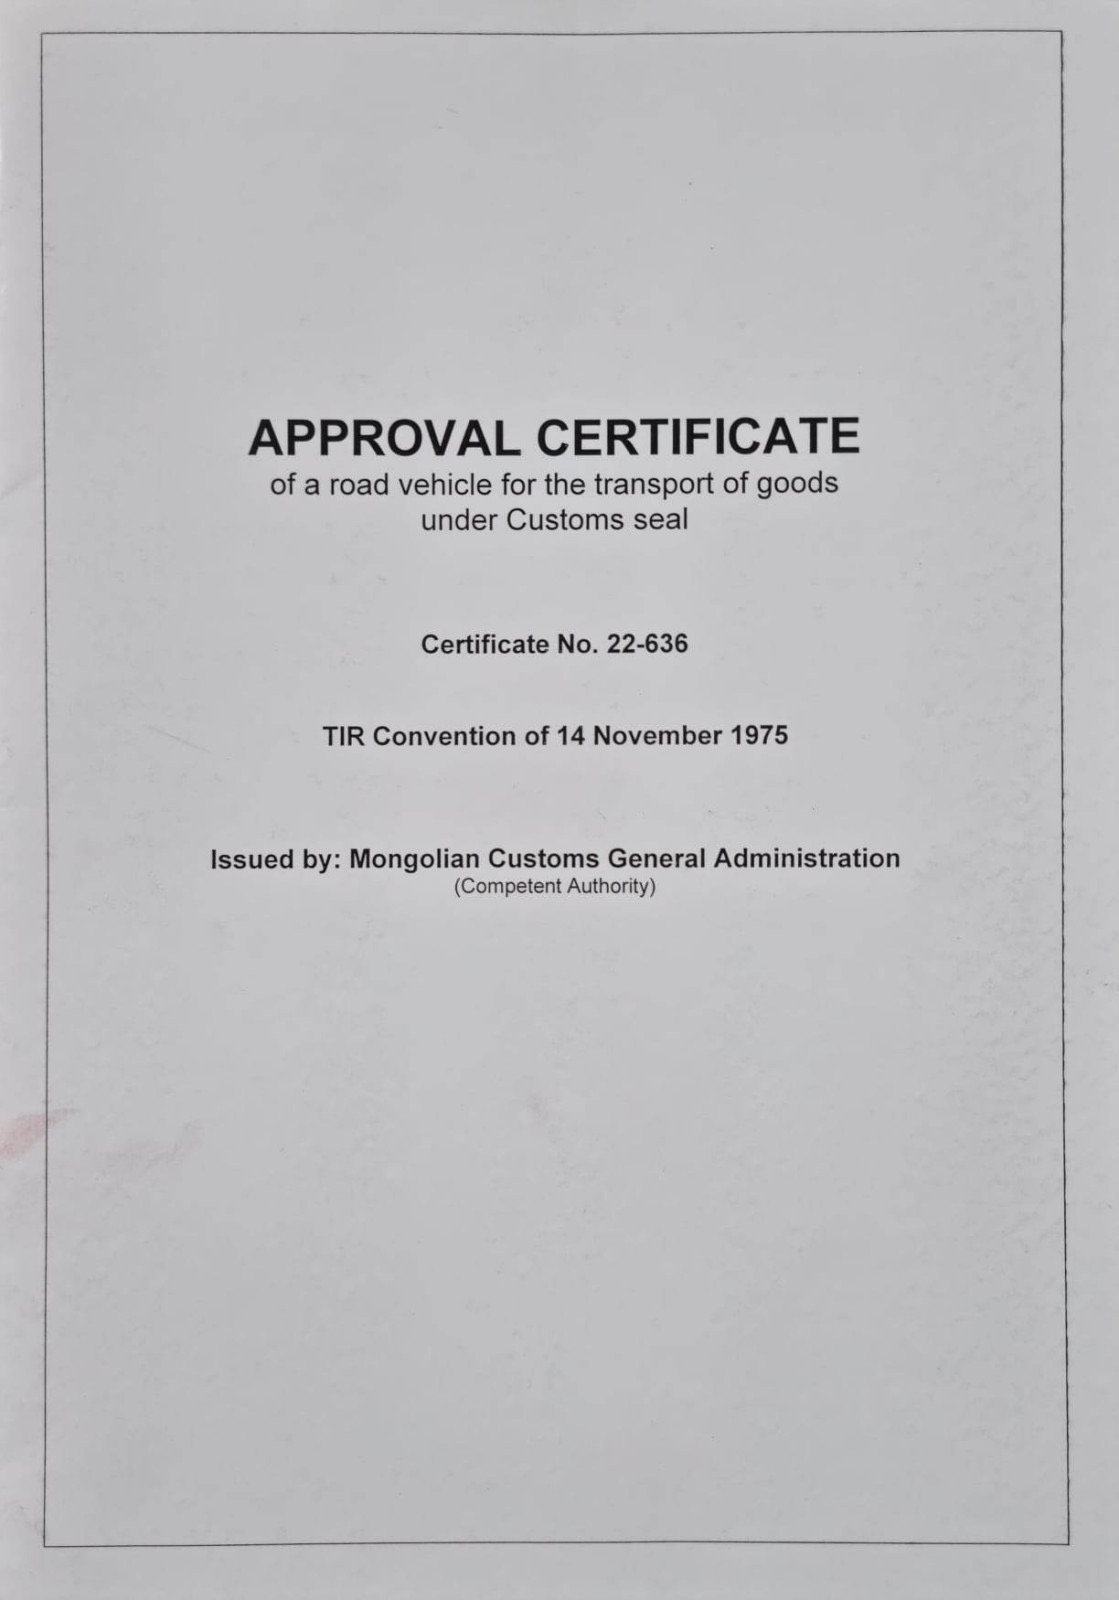 APPROVAL CERTIFICATE
of a road vehicle for the transport of goods
under Customs seal
Certificate No. 22-636
TIR Convention of 14 November 1975
Issued by: Mongolian Customs General Administration
(Competent Authority)